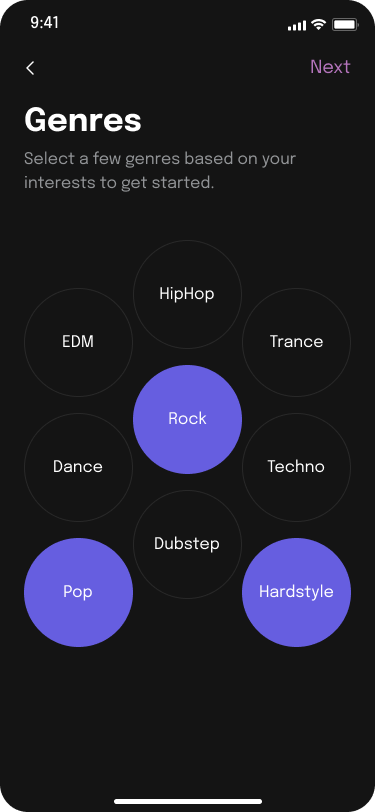 9:41
Next
Genres
Select a few genres based on your
interests to get started.
HipHop
EDM
Trance
Rock
Dance
Techno
Dubstep
Pop
Hardstyle